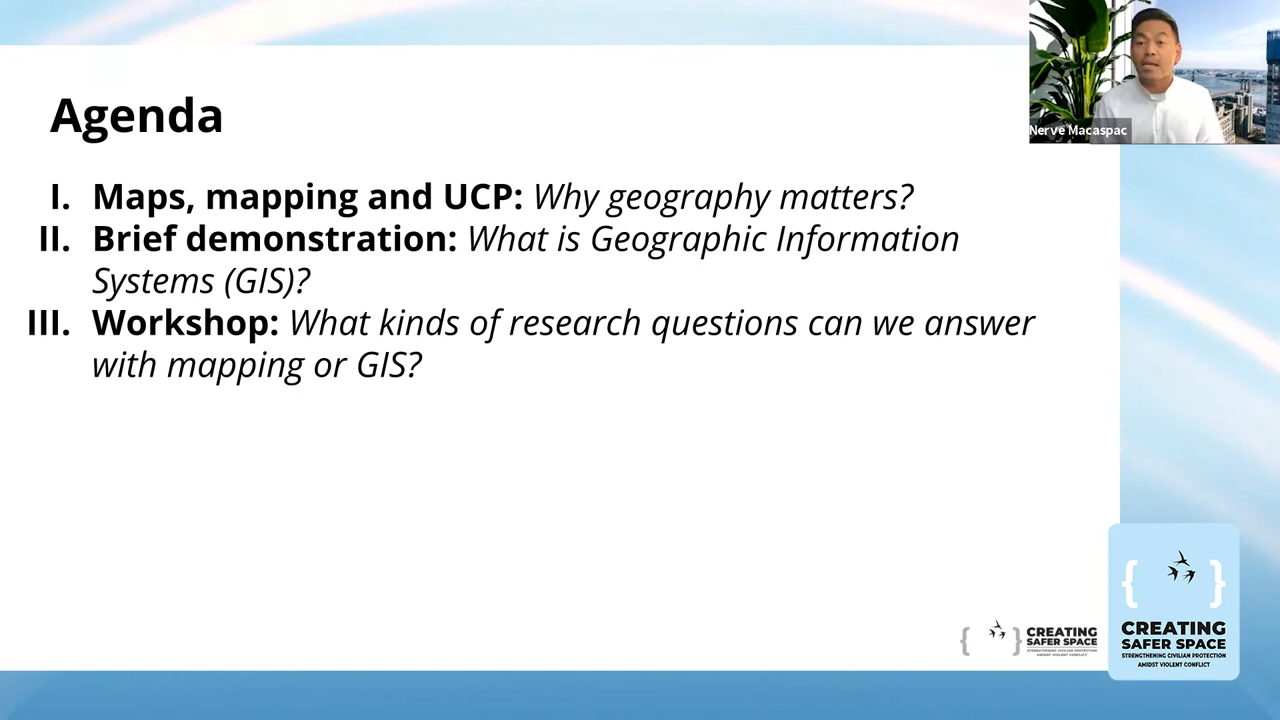 Agenda
Nerve Macaspac
I. Maps, mapping and UCP: Why geography matters?
II. Brief demonstration: What is Geographic Information
Systems (GIS)?
III. Workshop: What kinds of research questions can we answer
with mapping or GIS?
{ } CREATING
SAFER SPACE
STRENGTHENING CIVILIAN PROTECTION
AMIDST VIOLENT CONFLICT
{ }
CREATING
SAFER SPACE
STRENGTHENING CIVILIAN PROTECTION
AMIDST VIOLENT CONFLICT